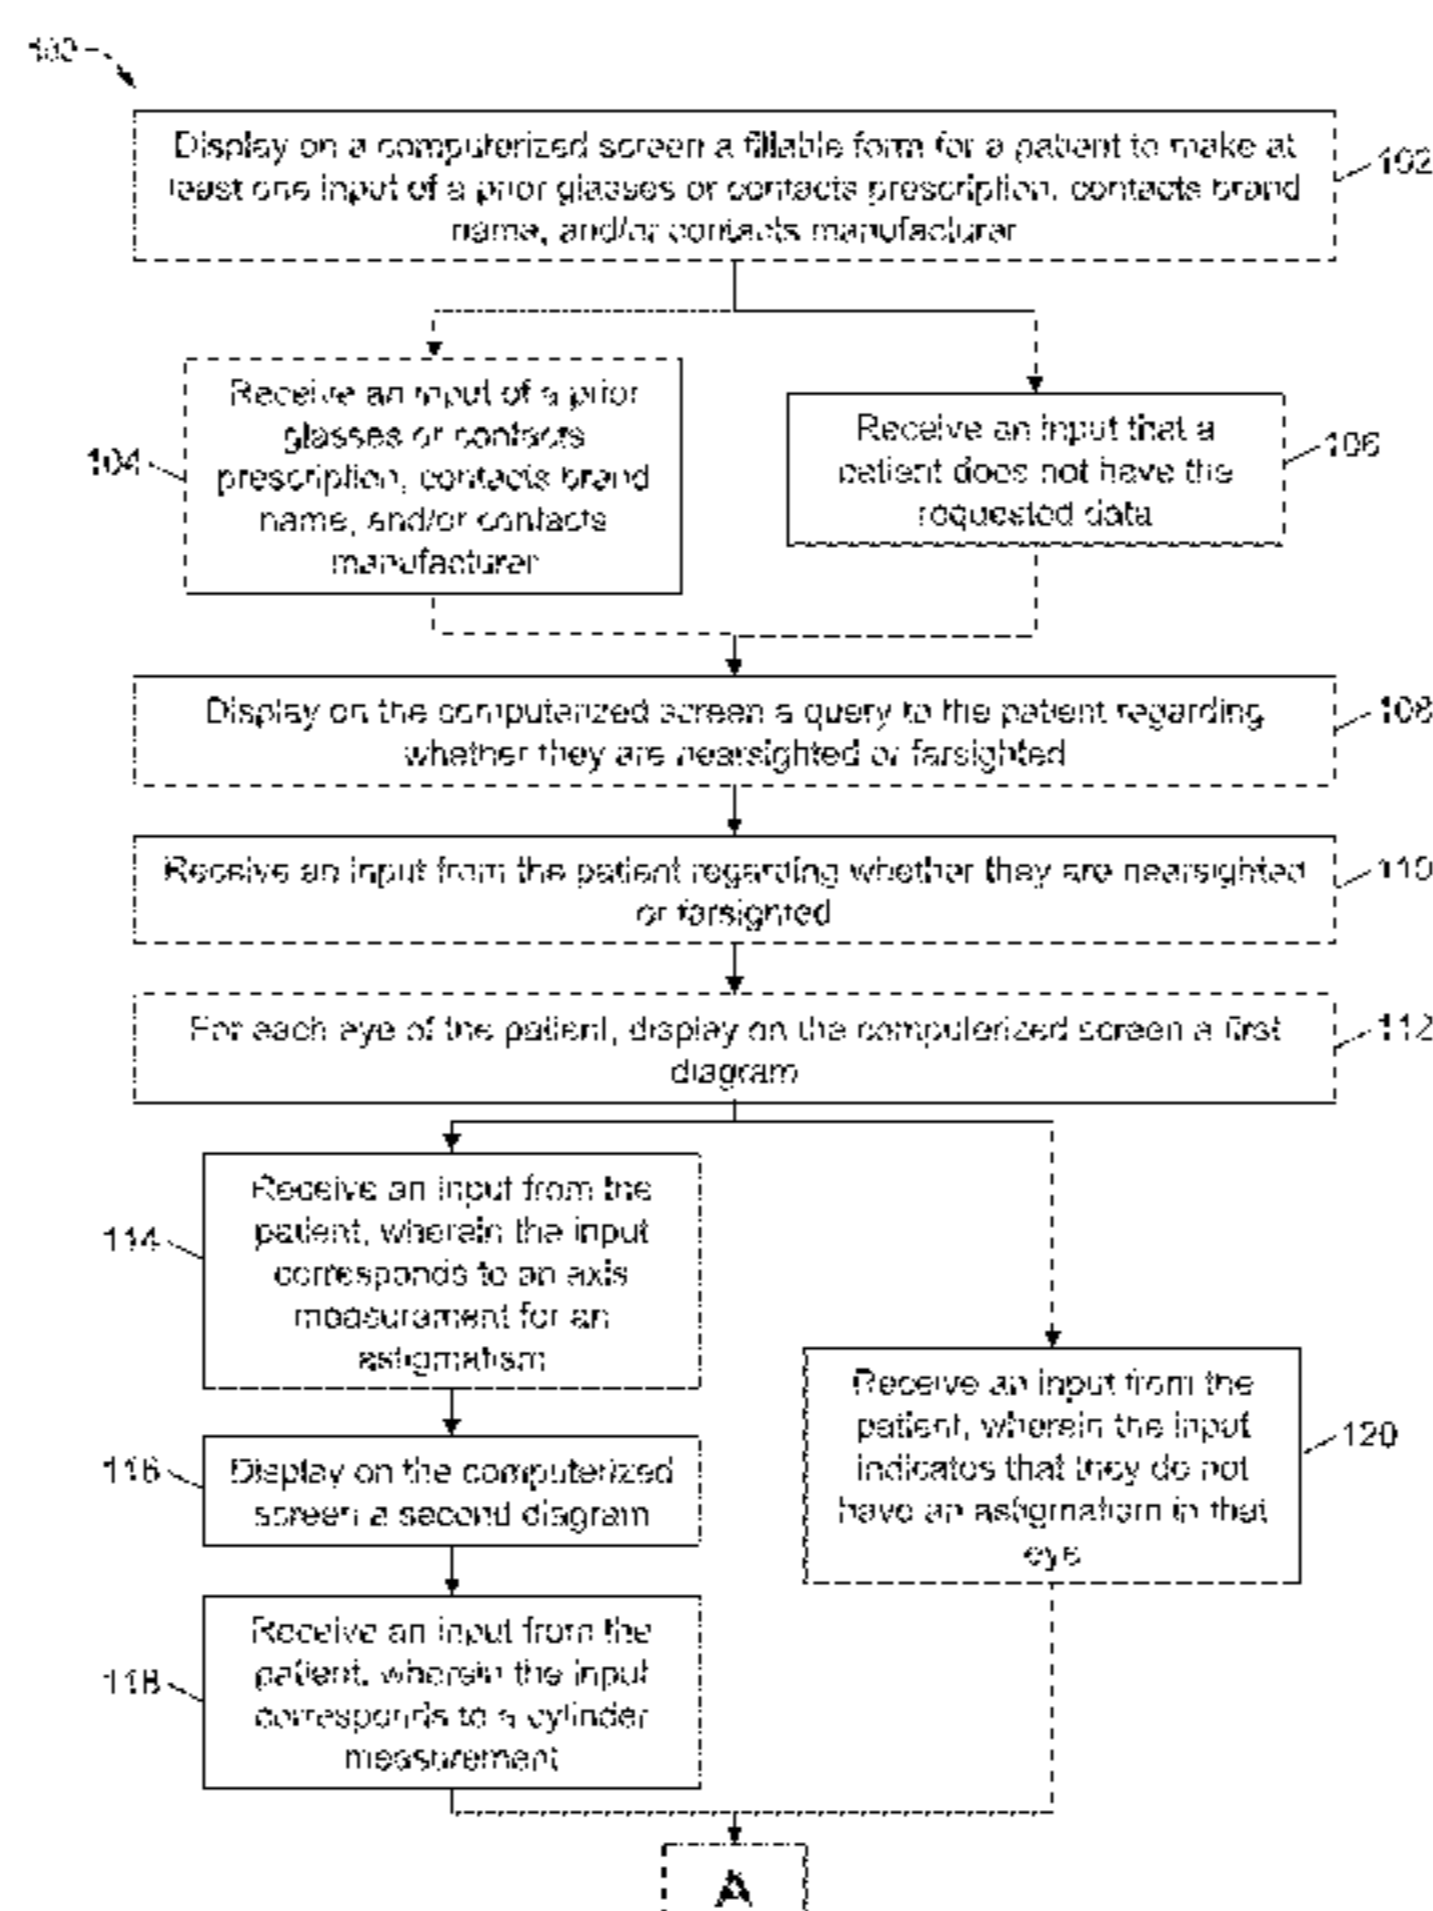 100
Display on a computerized screen a fillable form for a patient to make at
least one input of a prior glasses or contacts prescription, contacts brand
name, and/or contacts manufacturer
102
Receive an input of a prior
glasses or contacts
prescription, contacts brand
name, and/or contacts
manufacturer
104
Receive an input that a
patient does not have the
requested data
106
Display on the computerized screen a query to the patient regarding
whether they are nearsighted or farsighted
108
Receive an input from the patient regarding whether they are nearsighted
or farsighted
110
For each eye of the patient, display on the computerized screen a first
diagram
112
Receive an input from the
patient, wherein the input
corresponds to an axis
measurement for an
astigmatism
114
Display on the computerized
screen a second diagram
116
Receive an input from the
patient, wherein the input
corresponds to a cylinder
measurement
118
Receive an input from the
patient, wherein the input
indicates that they do not
have an astigmatism in that
eye
120
A